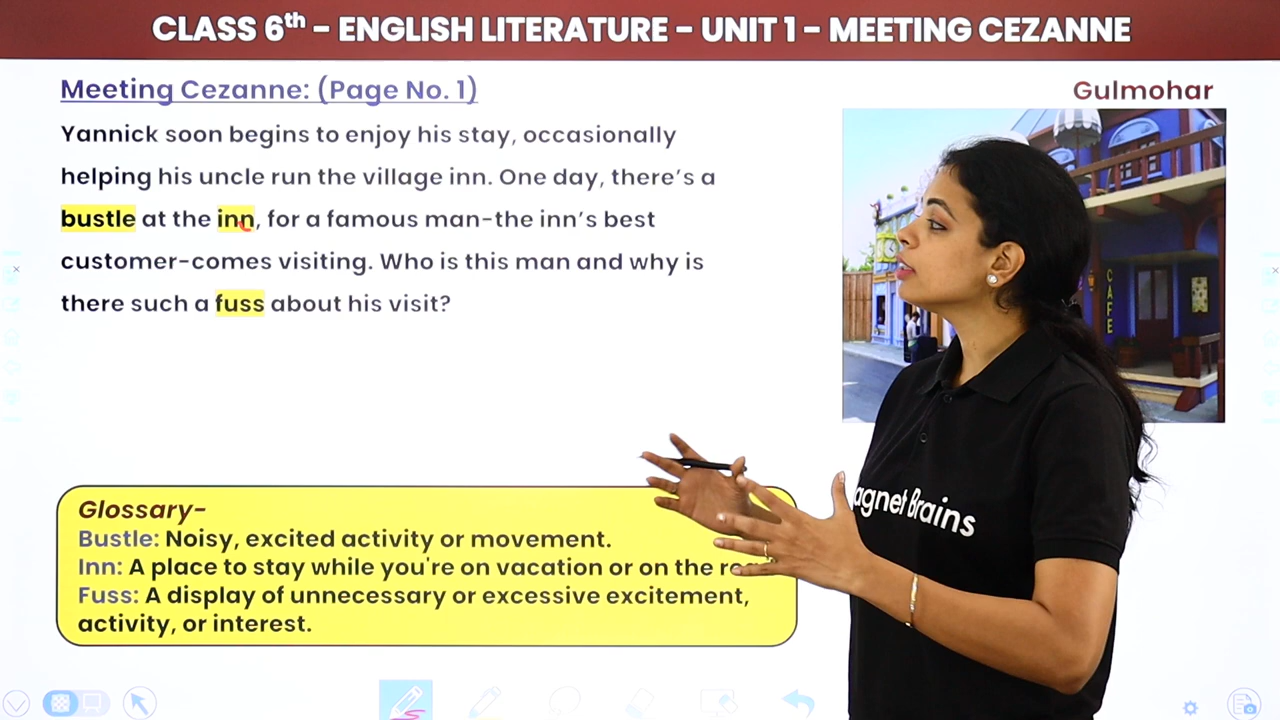 CLASS 6th – ENGLISH LITERATURE – UNIT 1 – MEETING CEZANNE
Meeting Cezanne: (Page No. 1)
Gulmohar
Yannick soon begins to enjoy his stay, occasionally
helping his uncle run the village inn. One day, there's a
bustle at the inn, for a famous man-the inn's best
customer-comes visiting. Who is this man and why is
there such a fuss about his visit?
CAFE
agnet Brains
Glossary-
Bustle: Noisy, excited activity or movement.
Inn: A place to stay while you're on vacation or on the
Fuss: A display of unnecessary or excessive excitement,
activity, or interest.